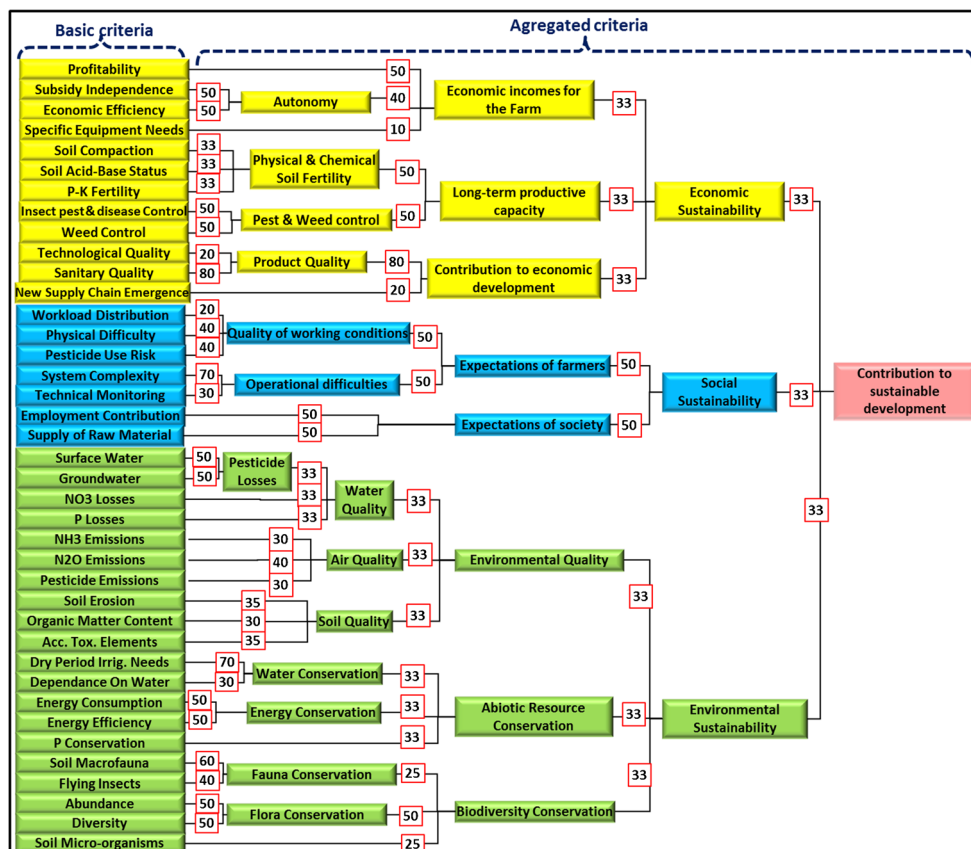 Basic criteria
Agregated criteria
Profitability
50
Subsidy Independence
50
Economic Efficiency
50
Autonomy
40
Specific Equipment Needs
10
Economic incomes for
the Farm
33
Soil Compaction
33
Soil Acid-Base Status
33
P-K Fertility
33
Physical & Chemical
Soil Fertility
50
Insect pest & disease Control
50
Weed Control
50
Pest & Weed control
50
Long-term productive
capacity
33
Technological Quality
20
Sanitary Quality
80
Product Quality
80
New Supply Chain Emergence
20
Contribution to economic
development
33
Economic
Sustainability
33
Workload Distribution
20
Physical Difficulty
40
Pesticide Use Risk
40
Quality of working conditions
50
System Complexity
70
Technical Monitoring
30
Operational difficulties
50
Expectations of farmers
50
Employment Contribution
50
Supply of Raw Material
50
Expectations of society
50
Social
Sustainability
33
Contribution to
sustainable
development
Surface Water
50
Groundwater
50
Pesticide
Losses
33
NO3 Losses
33
P Losses
33
Water
Quality
33
NH3 Emissions
30
N2O Emissions
40
Pesticide Emissions
30
Air Quality
33
Soil Erosion
35
Organic Matter Content
30
Acc. Tox. Elements
35
Soil Quality
33
Environmental Quality
33
Dry Period Irrig. Needs
70
Dependance On Water
30
Water Conservation
33
Energy Consumption
50
Energy Efficiency
50
Energy Conservation
33
P Conservation
33
Abiotic Resource
Conservation
33
Soil Macrofauna
60
Flying Insects
40
Fauna Conservation
25
Abundance
50
Diversity
50
Flora Conservation
50
Soil Micro-organisms
25
Biodiversity Conservation
33
Environmental
Sustainability
33